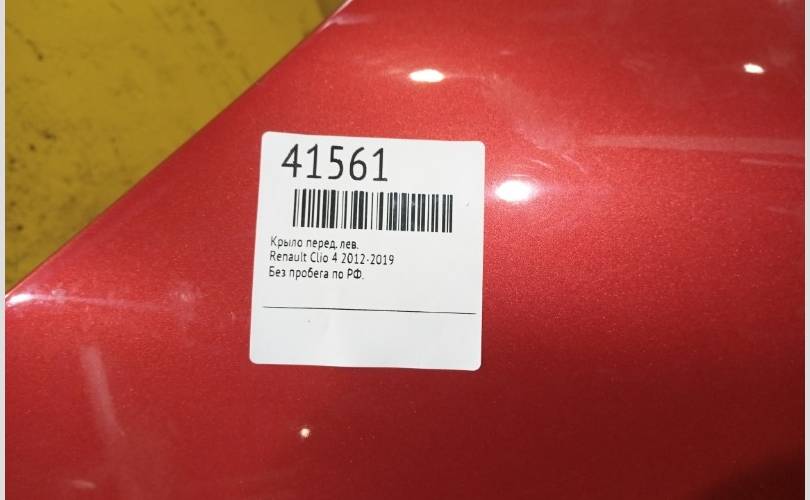 41561
Крыло перед. лев.
Renault Clio 4 2012-2019
Без пробега по РФ.